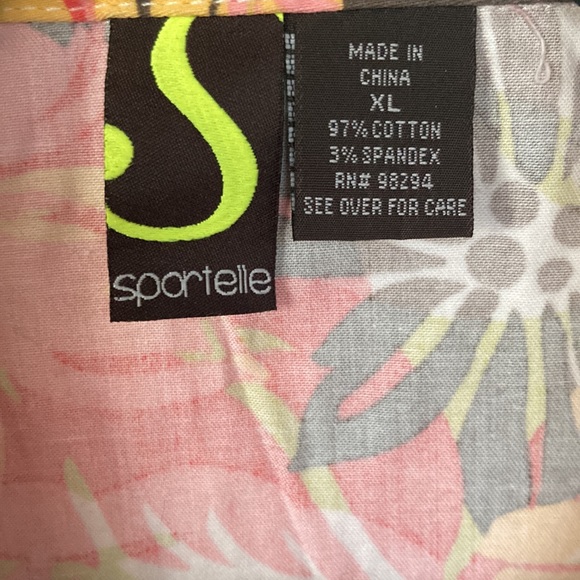 S
sportelle
MADE IN
CHINA
XL
97% COTTON
3% SPANDEX
RN# 98294
SEE OVER FOR CARE